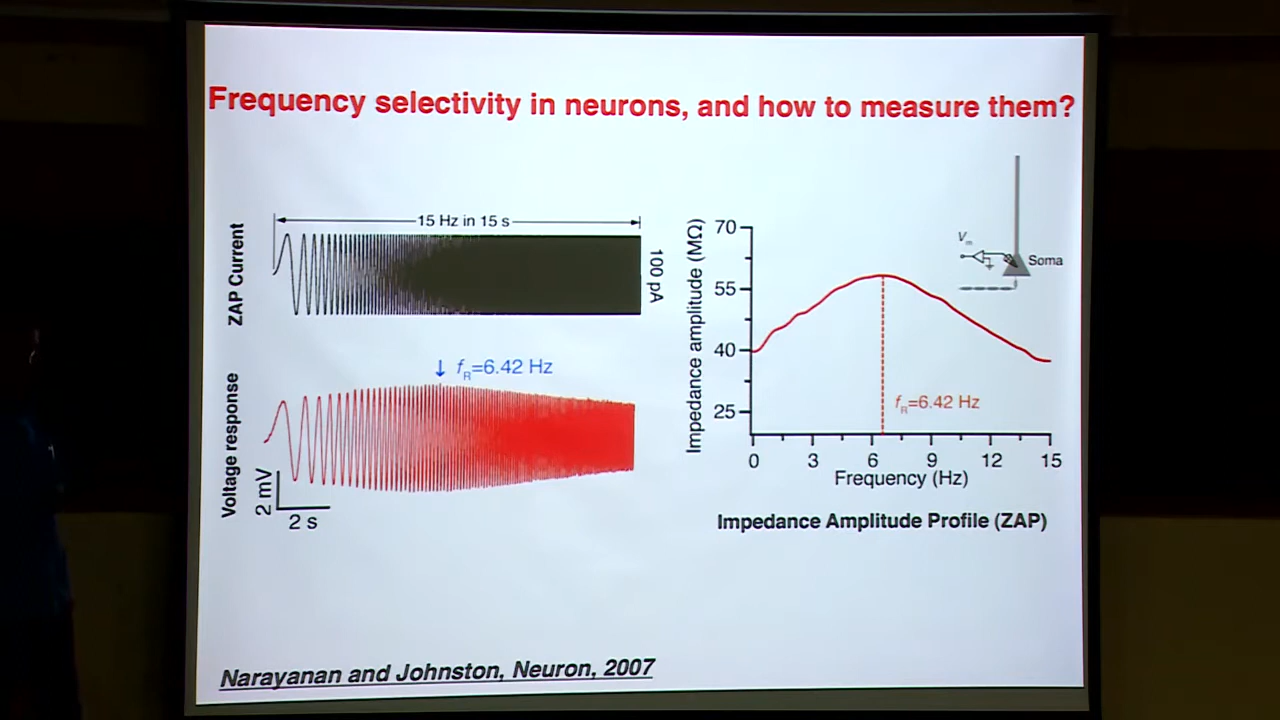 Frequency selectivity in neurons, and how to measure them?
15 Hz in 15 s
ZAP Current
100 pA
↓ fR=6.42 Hz
Voltage response
2 mV
2 s
Impedance amplitude (MΩ)
70
55
40
25
Vm
Soma
fR=6.42 Hz
0 3 6 9 12 15
Frequency (Hz)
Impedance Amplitude Profile (ZAP)
Narayanan and Johnston, Neuron, 2007